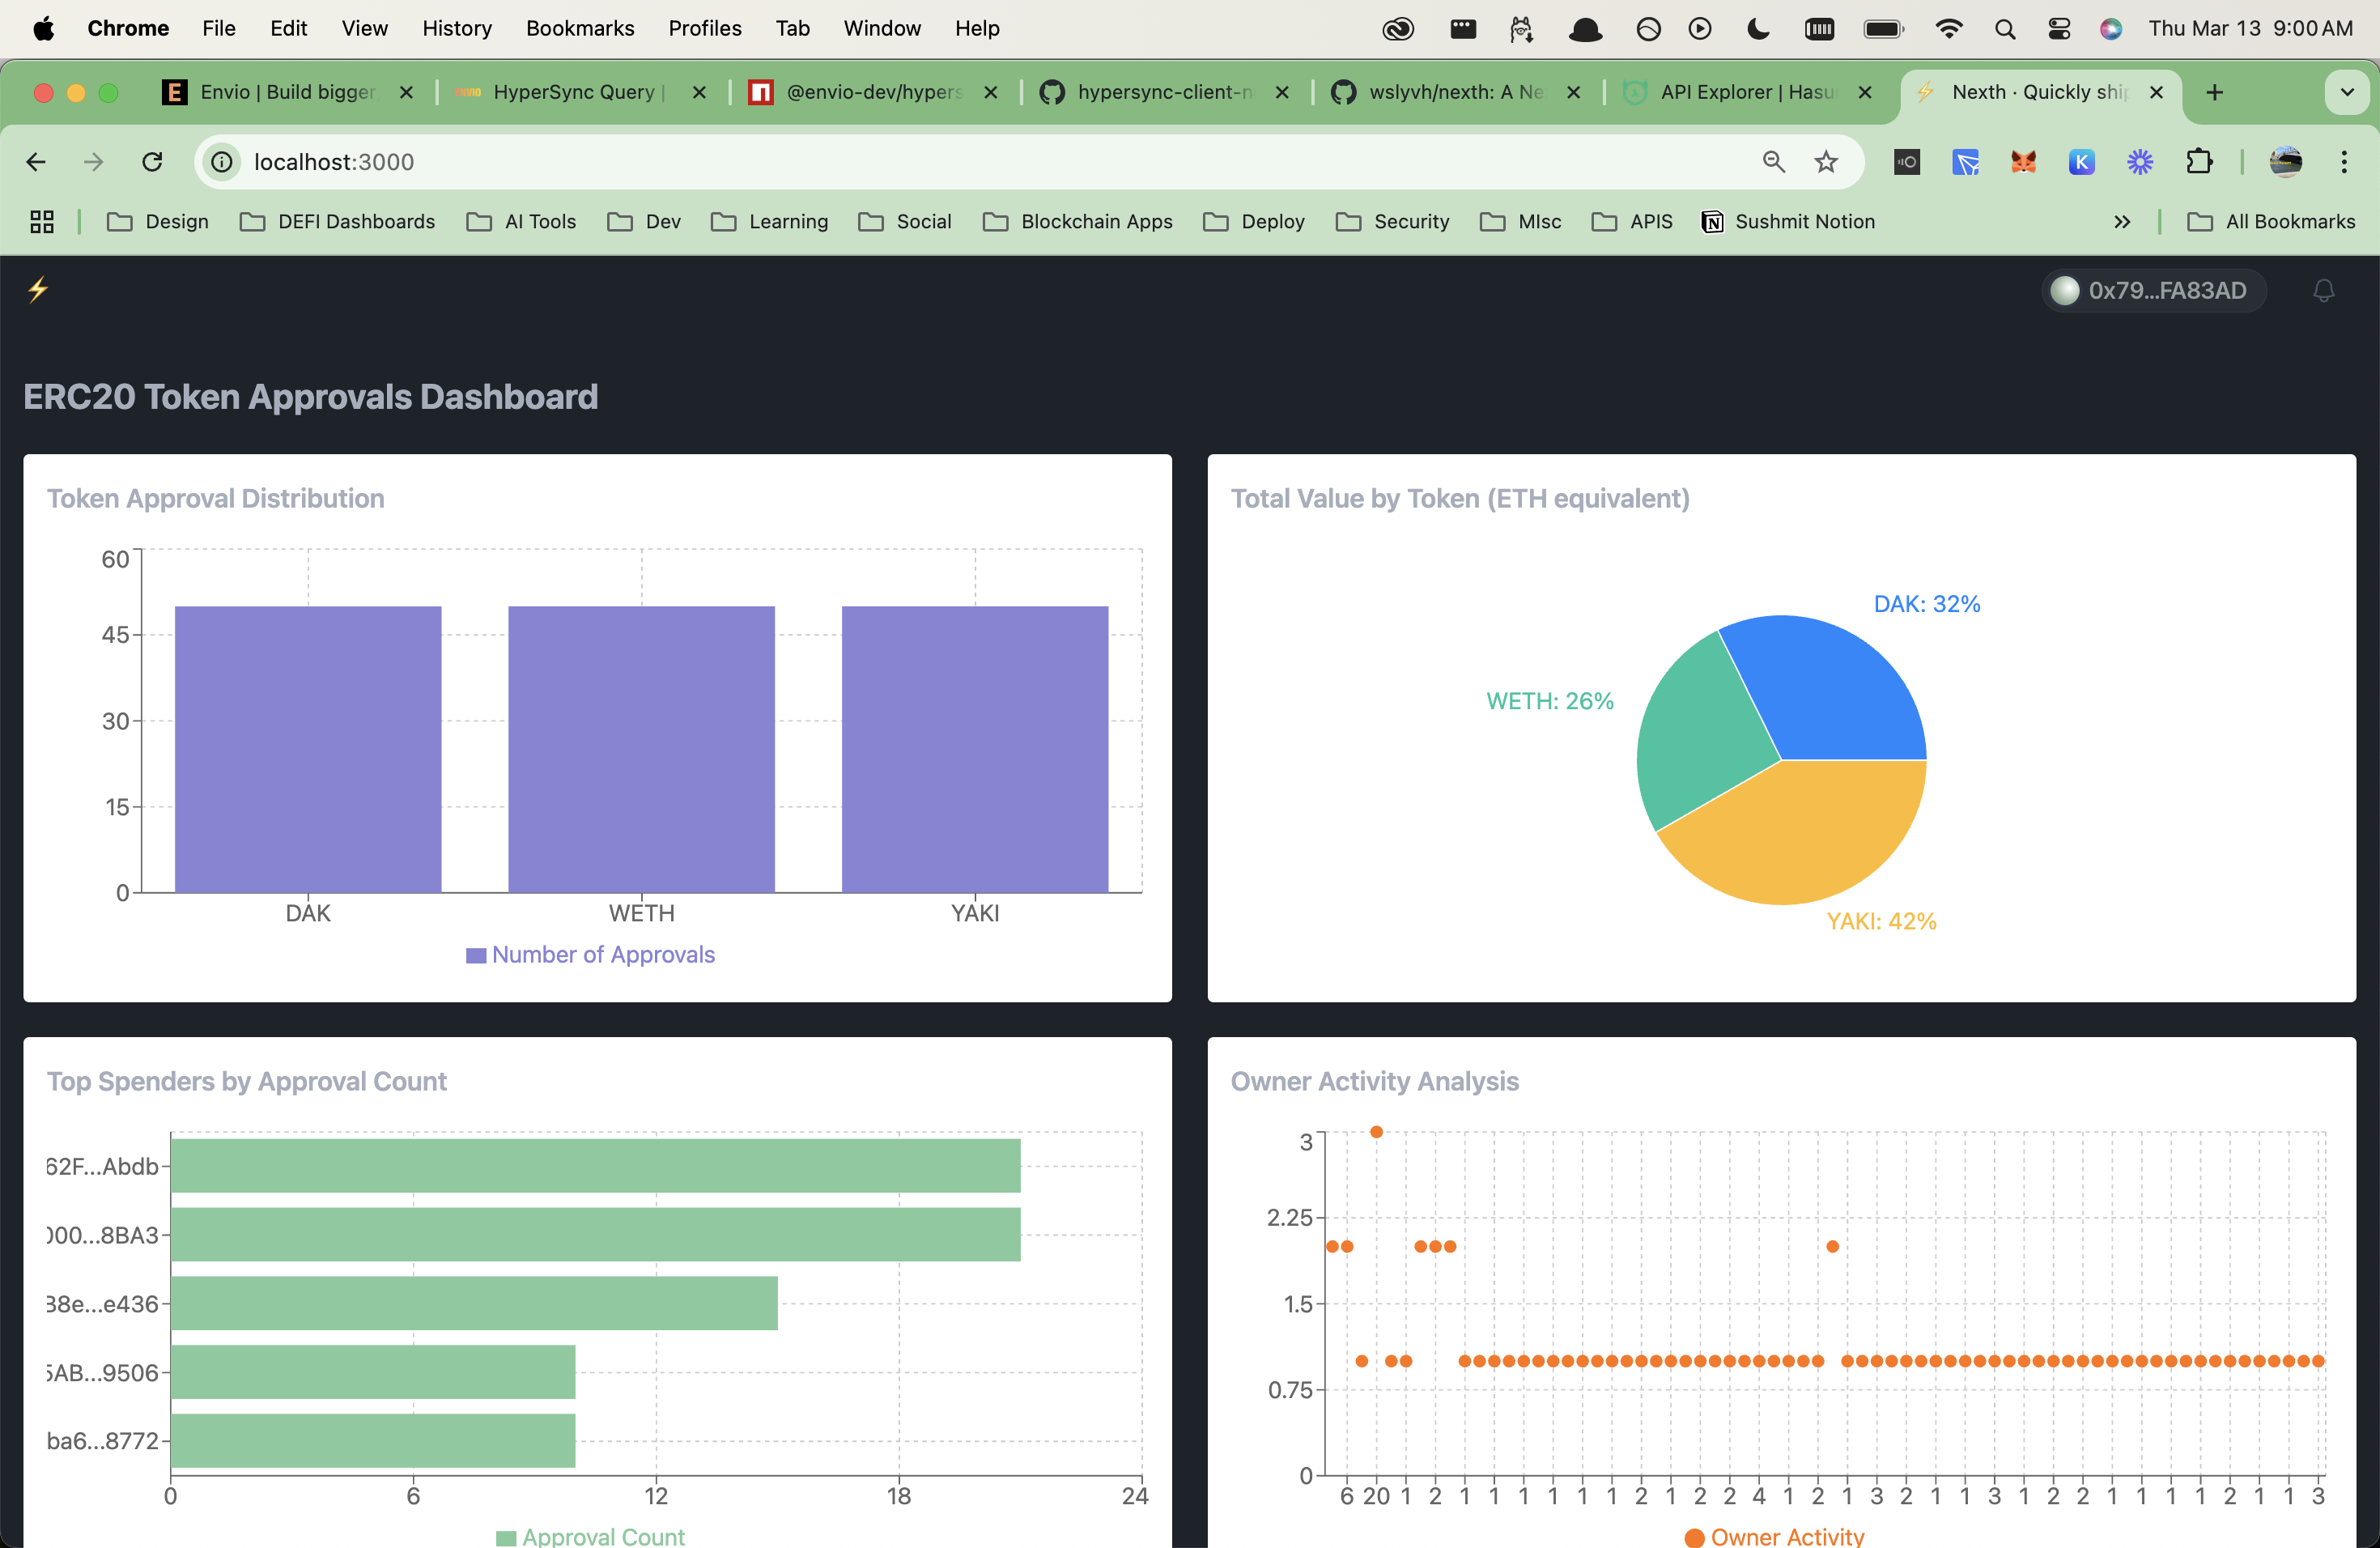 Chrome File Edit View History Bookmarks Profiles Tab Window Help Thu Mar 13 9:00 AM
Envio | Build bigger, HyperSync Query | @envio-dev/hypers hypersync-client-n wslyvh/nexth: A Ne API Explorer | Hasu Nexth · Quickly ship
localhost:3000
Design DEFI Dashboards AI Tools Dev Learning Social Blockchain Apps Deploy Security MIsc APIS Sushmit Notion All Bookmarks
0x79...FA83AD
ERC20 Token Approvals Dashboard
Token Approval Distribution
60
45
30
15
0
DAK WETH YAKI
Number of Approvals
Total Value by Token (ETH equivalent)
DAK: 32%
WETH: 26%
YAKI: 42%
Top Spenders by Approval Count
62F...Abdb
000...8BA3
38e...e436
5AB...9506
ba6...8772
0 6 12 18 24
Approval Count
Owner Activity Analysis
3
2.25
1.5
0.75
0
6 20 1 2 1 1 1 1 1 1 2 1 2 2 4 1 2 1 3 2 1 1 3 1 2 2 1 1 1 1 2 1 1 3
Owner Activity